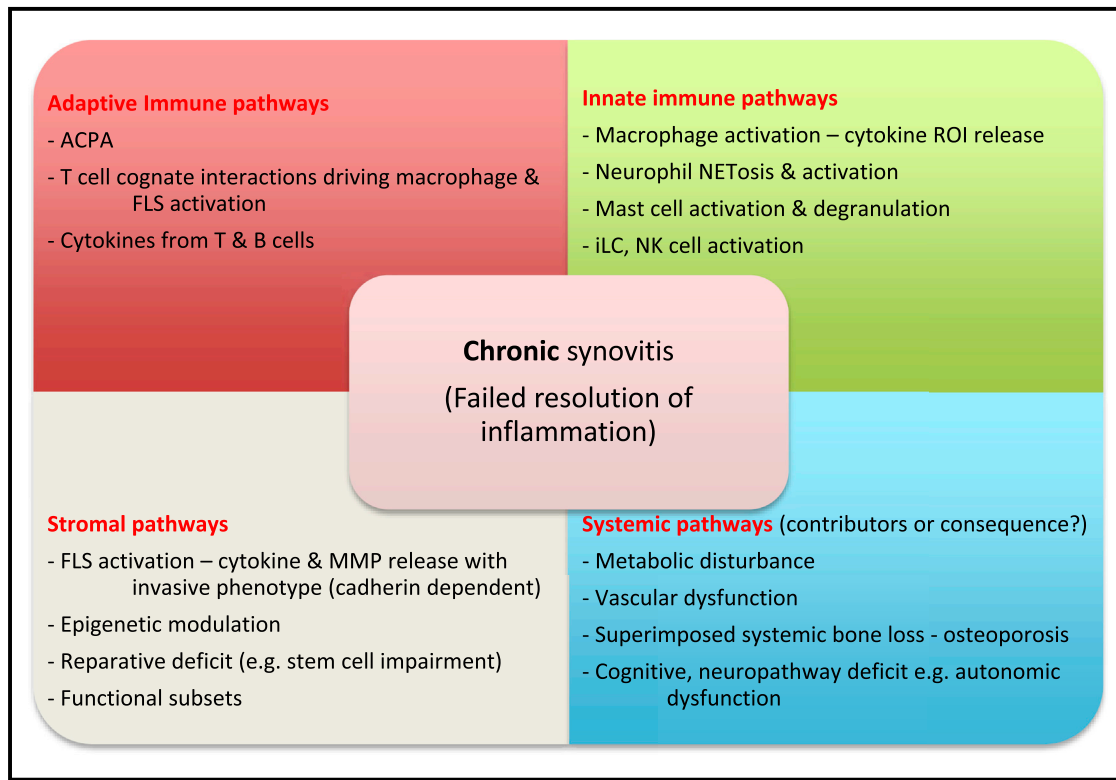 Adaptive Immune pathways
- ACPA
- T cell cognate interactions driving macrophage &
FLS activation
- Cytokines from T & B cells
Innate immune pathways
- Macrophage activation – cytokine ROI release
- Neurophil NETosis & activation
- Mast cell activation & degranulation
- iLC, NK cell activation
Chronic synovitis
(Failed resolution of
inflammation)
Stromal pathways
- FLS activation – cytokine & MMP release with
invasive phenotype (cadherin dependent)
- Epigenetic modulation
- Reparative deficit (e.g. stem cell impairment)
- Functional subsets
Systemic pathways (contributors or consequence?)
- Metabolic disturbance
- Vascular dysfunction
- Superimposed systemic bone loss - osteoporosis
- Cognitive, neuropathway deficit e.g. autonomic
dysfunction